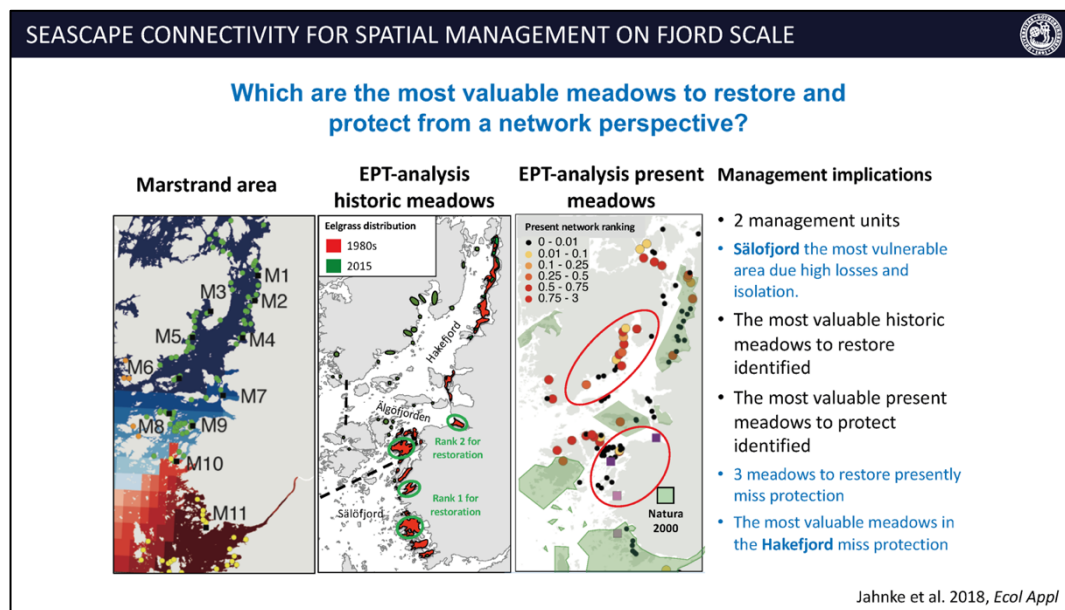 SEASCAPE CONNECTIVITY FOR SPATIAL MANAGEMENT ON FJORD SCALE
Which are the most valuable meadows to restore and
protect from a network perspective?
Marstrand area
M1
M2
M3
M4
M5
M6
M7
M8
M9
M10
M11
EPT-analysis
historic meadows
Eelgrass distribution
1980s
2015
Hakefjord
Älgöfjorden
Rank 2 for
restoration
Rank 1 for
restoration
Sälöfjord
EPT-analysis present
meadows
Present network ranking
0 - 0.01
0.01 - 0.1
0.1 - 0.25
0.25 - 0.5
0.5 - 0.75
0.75 - 3
Natura
2000
Management implications
• 2 management units
• Sälofjord the most vulnerable
area due high losses and
isolation.
• The most valuable historic
meadows to restore
identified
• The most valuable present
meadows to protect
identified
• 3 meadows to restore presently
miss protection
• The most valuable meadows in
the Hakefjord miss protection
Jahnke et al. 2018, Ecol Appl